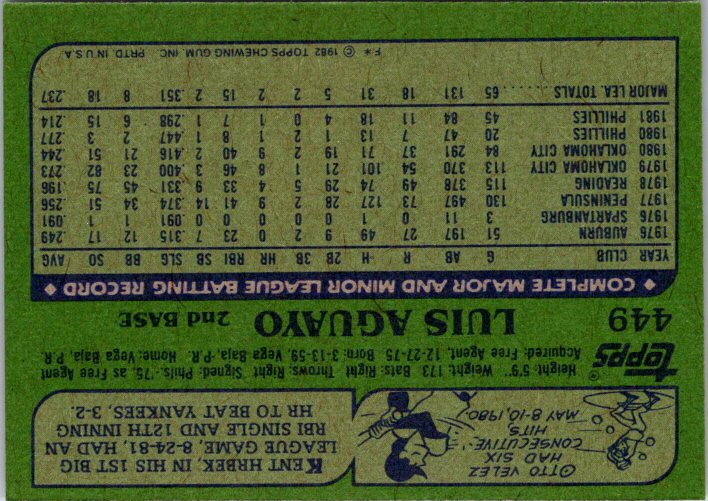 OTTO VELEZ
HAD SIX
CONSECUTIVE
HITS,
MAY 8-10, 1980.
KENT HRBEK, IN HIS 1ST BIG
LEAGUE GAME, 8-24-81, HAD AN
RBI SINGLE AND 12TH INNING
HR TO BEAT YANKEES, 3-2.
TOPPS®
Height: 5'9" Weight: 173 Bats: Right Throws: Right Signed: Phils.-'75, as Free Agent
Acquired: Free Agent, 12-27-75 Born: 3-13-59, Vega Baja, P.R. Home: Vega Baja, P.R.
449 LUIS AGUAYO 2nd BASE
♦ COMPLETE MAJOR AND MINOR LEAGUE BATTING RECORD ♦
YEAR CLUB G AB R H 2B 3B HR RBI SB SLG BB SO AVG
1976 AUBURN 51 197 27 49 9 2 0 23 7 .315 12 17 .249
1976 SPARTANBURG 3 11 0 1 0 0 0 0 0 .091 1 1 .091
1977 PENINSULA 130 497 73 127 28 2 9 41 14 .374 34 51 .256
1978 READING 115 378 49 74 29 5 4 33 9 .331 45 75 .196
1979 OKLAHOMA CITY 113 370 54 101 21 1 8 46 3 .400 23 82 .273
1980 OKLAHOMA CITY 84 291 37 71 19 2 9 40 2 .416 21 51 .244
1980 PHILLIES 20 47 7 13 1 2 1 8 1 .447 2 3 .277
1981 PHILLIES 45 84 11 18 4 0 1 7 1 .298 6 15 .214
MAJOR LEA. TOTALS ...... 65 131 18 31 5 2 2 15 2 .351 8 18 .237
F* © 1982 TOPPS CHEWING GUM, INC. PRTD. IN U.S.A.